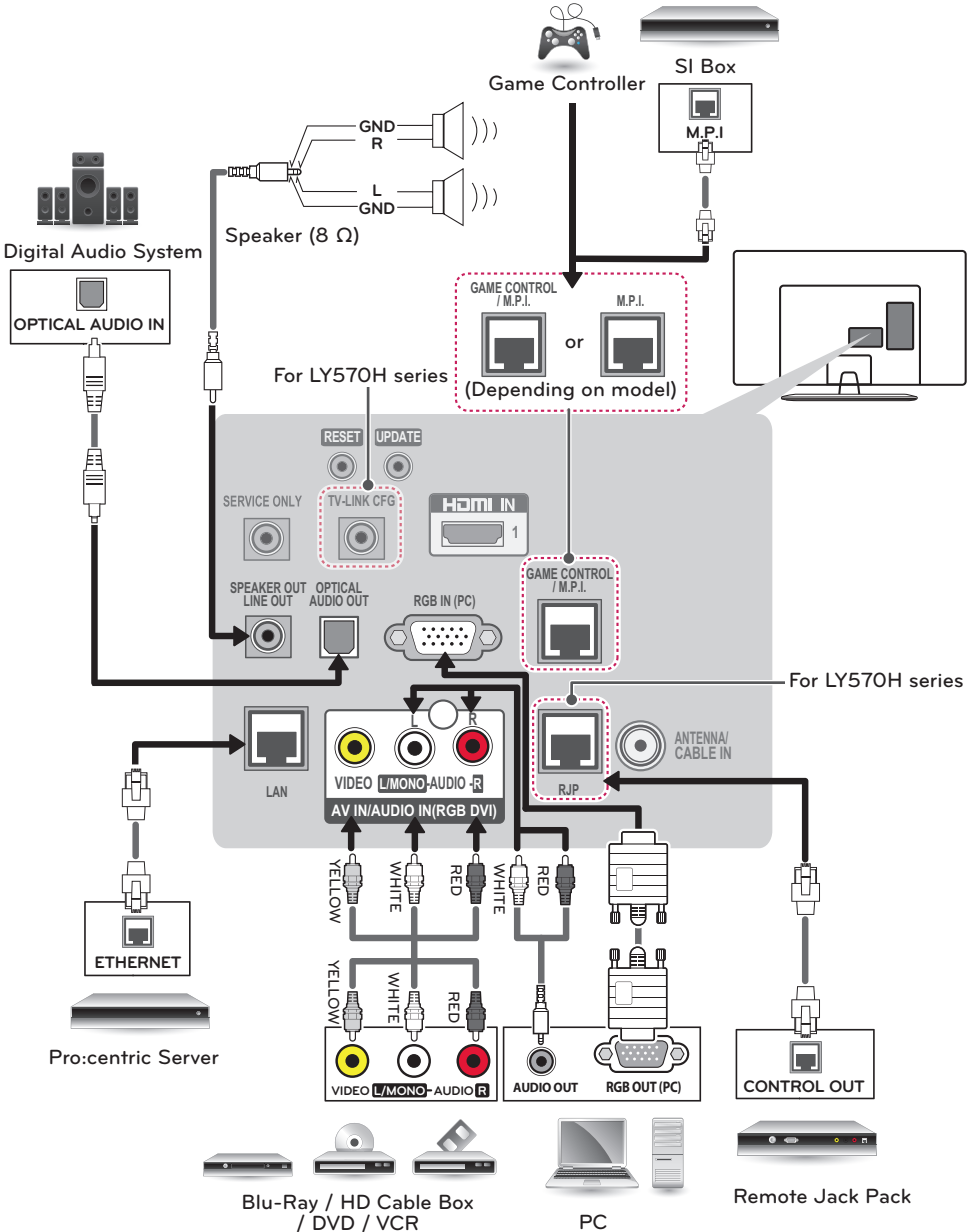 Game Controller
SI Box
M.P.I
GND
R
L
GND
Speaker (8 Ω)
Digital Audio System
OPTICAL AUDIO IN
GAME CONTROL
/ M.P.I.
or
M.P.I.
(Depending on model)
For LY570H series
RESET
UPDATE
SERVICE ONLY
TV-LINK CFG
HDMI IN
1
GAME CONTROL
/ M.P.I.
SPEAKER OUT
LINE OUT
OPTICAL
AUDIO OUT
RGB IN (PC)
For LY570H series
L
R
LAN
VIDEO L/MONO-AUDIO -R
AV IN/AUDIO IN(RGB DVI)
RJP
ANTENNA/
CABLE IN
YELLOW
WHITE
RED
WHITE
RED
ETHERNET
Pro:centric Server
YELLOW
WHITE
RED
VIDEO L/MONO-AUDIO R
AUDIO OUT
RGB OUT (PC)
CONTROL OUT
Blu-Ray / HD Cable Box
/ DVD / VCR
PC
Remote Jack Pack